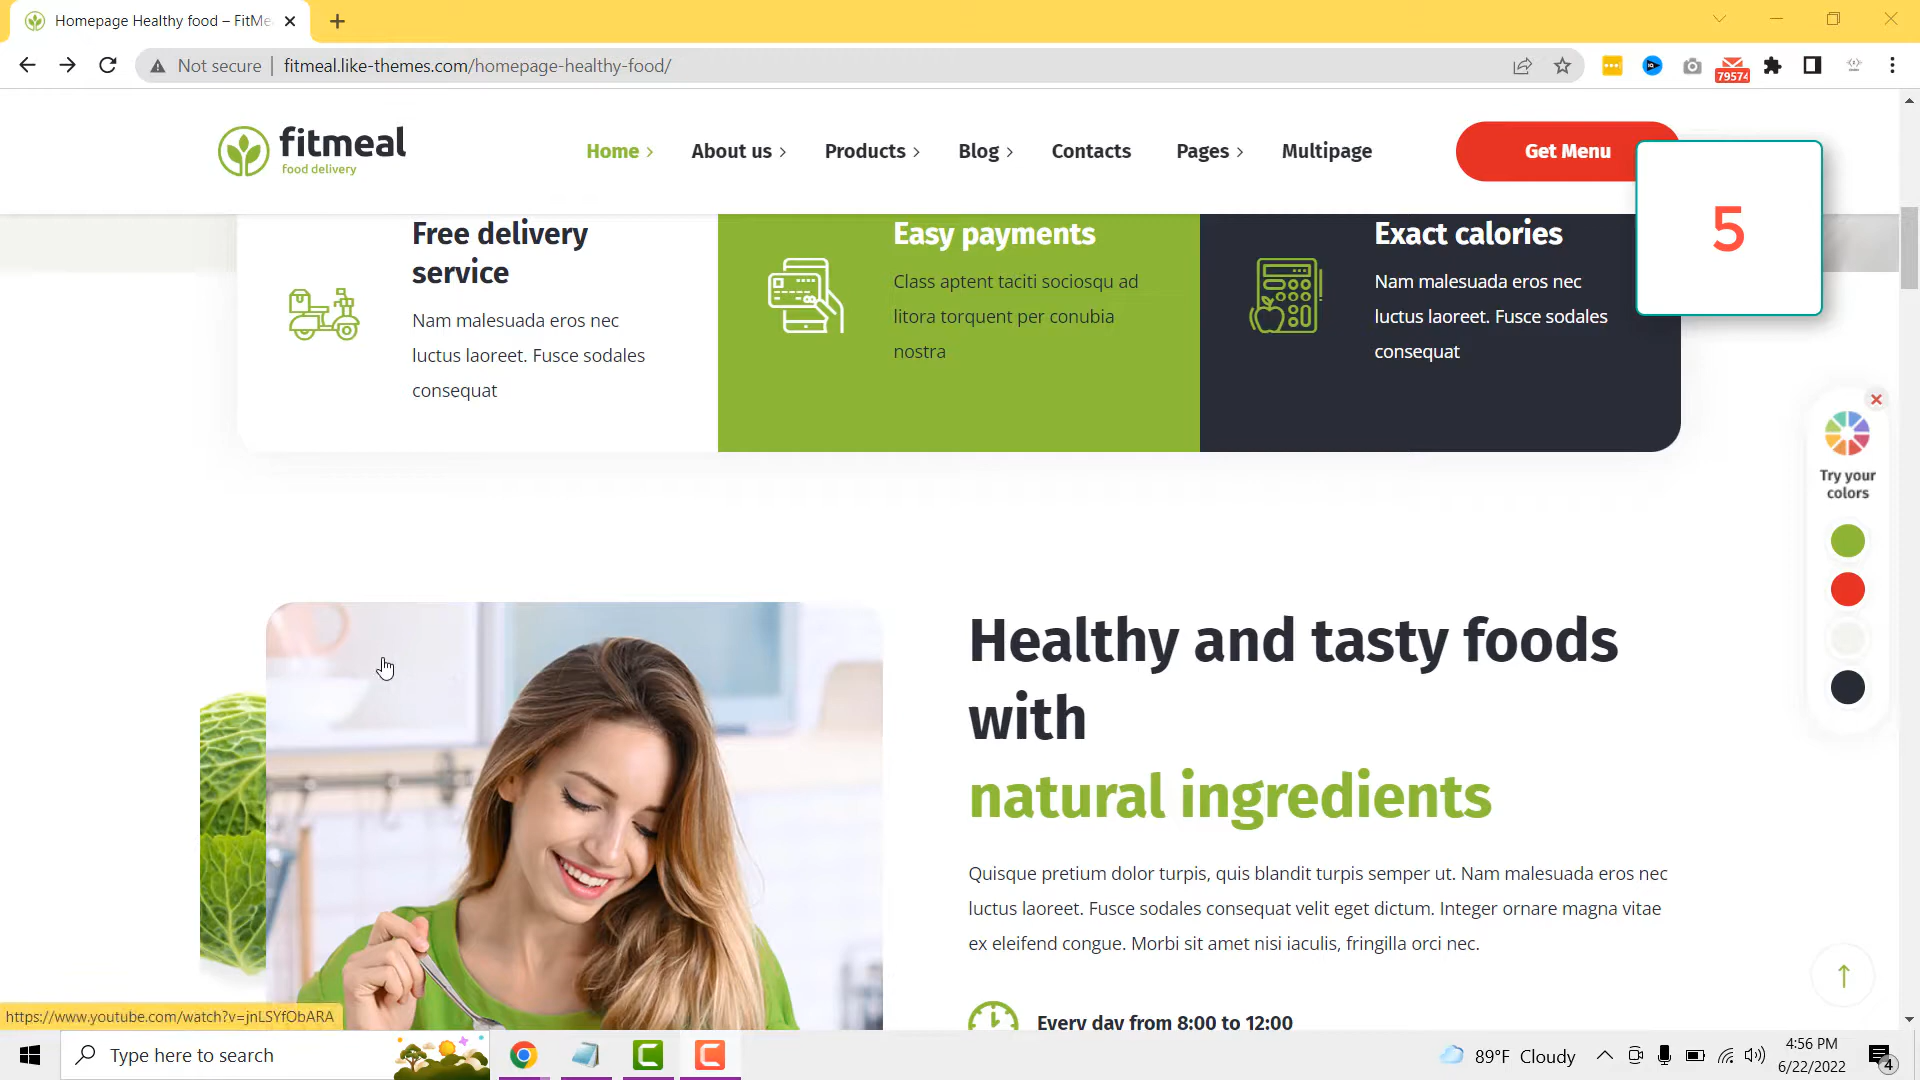 Homepage Healthy food – FitMe
Not secure
fitmeal.like-themes.com/homepage-healthy-food/
79574
fitmeal
food delivery
Home
About us
Products
Blog
Contacts
Pages
Multipage
Get Menu
5
Free delivery
service
Nam malesuada eros nec
luctus laoreet. Fusce sodales
consequat
Easy payments
Class aptent taciti sociosqu ad
litora torquent per conubia
nostra
Exact calories
Nam malesuada eros nec
luctus laoreet. Fusce sodales
consequat
Try your
colors
Healthy and tasty foods
with
natural ingredients
Quisque pretium dolor turpis, quis blandit turpis semper ut. Nam malesuada eros nec
luctus laoreet. Fusce sodales consequat velit eget dictum. Integer ornare magna vitae
ex eleifend congue. Morbi sit amet nisi iaculis, fringilla orci nec.
Every day from 8:00 to 12:00
https://www.youtube.com/watch?v=jnLSYfObARA
Type here to search
89°F Cloudy
4:56 PM
6/22/2022
4